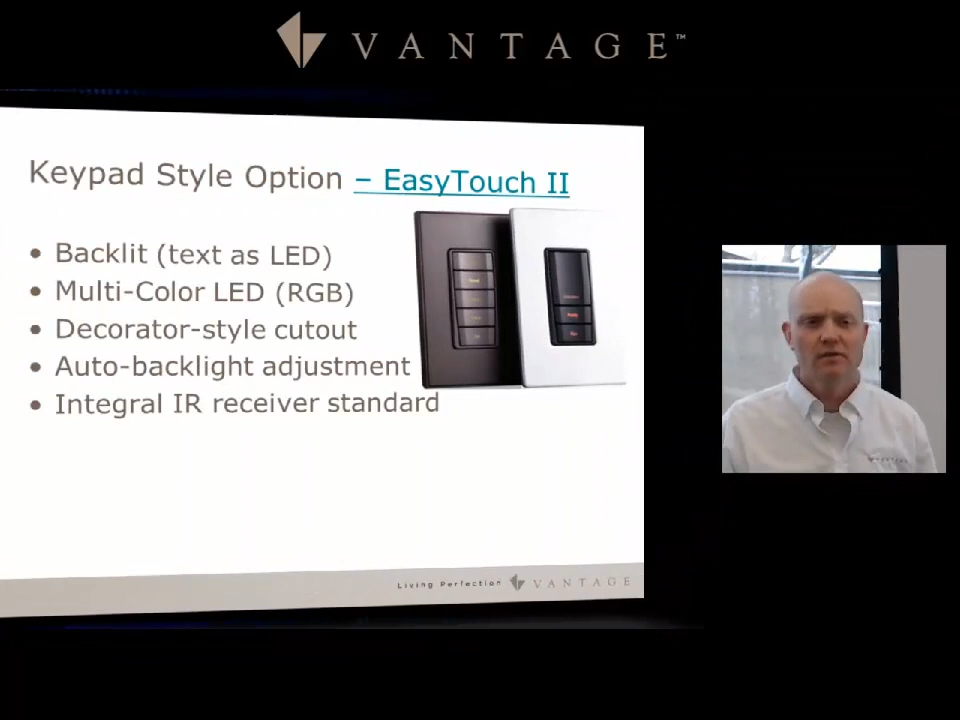 VANTAGE™
Keypad Style Option – EasyTouch II
• Backlit (text as LED)
• Multi-Color LED (RGB)
• Decorator-style cutout
• Auto-backlight adjustment
• Integral IR receiver standard
Living Perfection VANTAGE